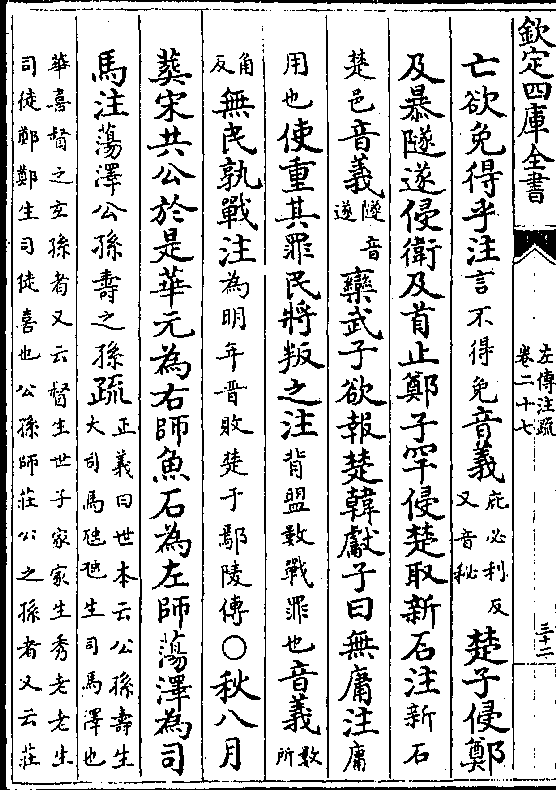 欽定四庫全書
左傳注疏
卷二十七
三十二
亡欲免得乎注言不得免音義庇必利反又音秘楚子侵鄭
及暴隧遂侵衛及首止鄭子罕侵楚取新石注新石
楚邑音義隧音遂欒武子欲報楚韓獻子曰無庸注庸
用也使重其罪民將叛之注背盟數戰罪也音義數所
角反無民孰戰注為明年晉敗楚于鄢陵傳○秋八月
葬宋共公於是華元為右師魚石為左師蕩澤為司
馬注蕩澤公孫壽之孫疏正義曰世本云公孫壽生大司馬虺虺生司馬澤也
華喜督之玄孫者又云督生世子家家生秀老老生
司徒鄭鄭生司徒喜也公孫師莊公之孫者又云莊